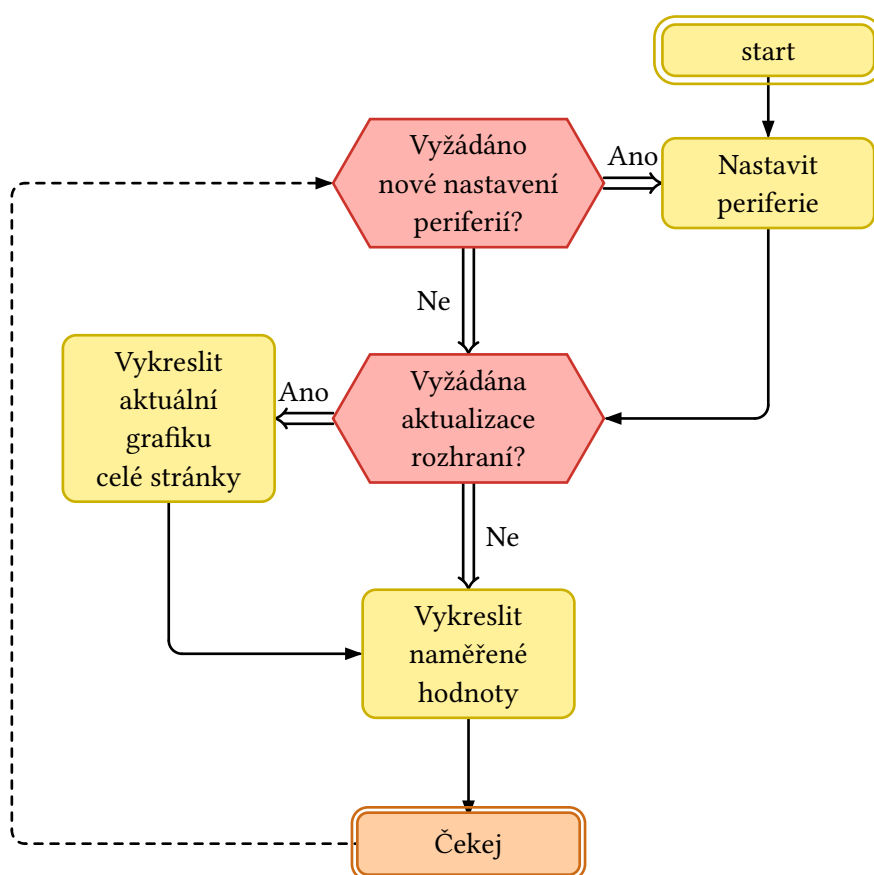 start
Vyžádáno
nové nastavení
periferií?
Ano
Nastavit
periferie
Ne
Vykreslit
aktuální
grafiku
celé stránky
Ano
Vyžádána
aktualizace
rozhraní?
Ne
Vykreslit
naměřené
hodnoty
Čekej